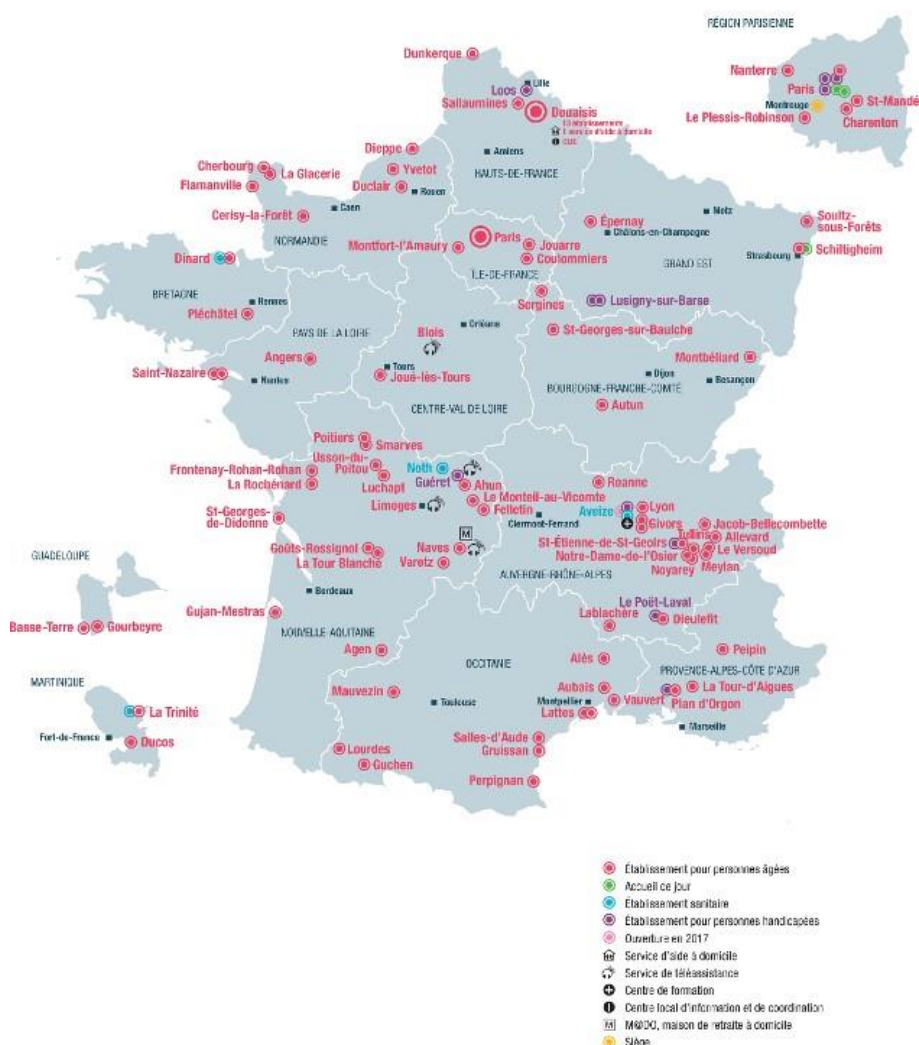 RÉGION PARISIENNE
Dunkerque
Nanterre
Lille
Loos
Paris
Sallaumines
St-Mandé
Douaisis
Montrouge
Le Plessis-Robinson
13 établissements
Charenton
1 service d'aide à domicile
CLIC
Dieppe
Amiens
Cherbourg
La Glacerie
Yvetot
HAUTS-DE-FRANCE
Flamanville
Duclair
Rouen
Caen
Metz
Cerisy-la-Forêt
Épernay
Soultz-
sous-Forêts
Châlons-en-Champagne
NORMANDIE
Paris
Montfort-l'Amaury
Jouarre
Schiltigheim
Strasbourg
Dinard
Coulommiers
GRAND EST
ÎLE-DE-FRANCE
BRETAGNE
Rennes
Sergines
Lusigny-sur-Barse
Pléchâtel
Orléans
PAYS DE LA LOIRE
Blois
St-Georges-sur-Baulche
Angers
Montbéliard
Tours
Saint-Nazaire
Joué-lès-Tours
Dijon
Nantes
Besançon
BOURGOGNE-FRANCHE-COMTÉ
CENTRE-VAL DE LOIRE
Autun
Poitiers
Smarves
Usson-du-
Poitou
Noth
Frontenay-Rohan-Rohan
Guéret
Roanne
La Rochénard
Luchapt
Ahun
Le Monteil-au-Vicomte
Lyon
Limoges
Felletin
Aveize
St-Georges-
de-Didonne
Clermont-Ferrand
Givors
Jacob-Bellecombette
Tullins
Allevard
M
St-Étienne-de-St-Geoirs
Goûts-Rossignol
Naves
Le Versoud
Notre-Dame-de-l'Osier
GUADELOUPE
La Tour Blanche
Varetz
Noyarey
Meylan
AUVERGNE-RHÔNE-ALPES
Bordeaux
Le Poët-Laval
Gujan-Mestras
Lablachère
Dieulefit
Basse-Terre
Gourbeyre
NOUVELLE-AQUITAINE
Agen
Peipin
OCCITANIE
Alès
PROVENCE-ALPES-CÔTE D'AZUR
MARTINIQUE
Aubais
La Tour-d'Aigues
Mauvezin
Toulouse
Montpellier
Vauvert
Plan d'Orgon
La Trinité
Lattes
Marseille
Fort-de-France
Ducos
Salles-d'Aude
Lourdes
Gruissan
Guchen
Perpignan
Établissement pour personnes âgées
Accueil de jour
Établissement sanitaire
Établissement pour personnes handicapées
Ouverture en 2017
Service d'aide à domicile
Service de téléassistance
Centre de formation
Centre local d'information et de coordination
M M@DO, maison de retraite à domicile
Siège